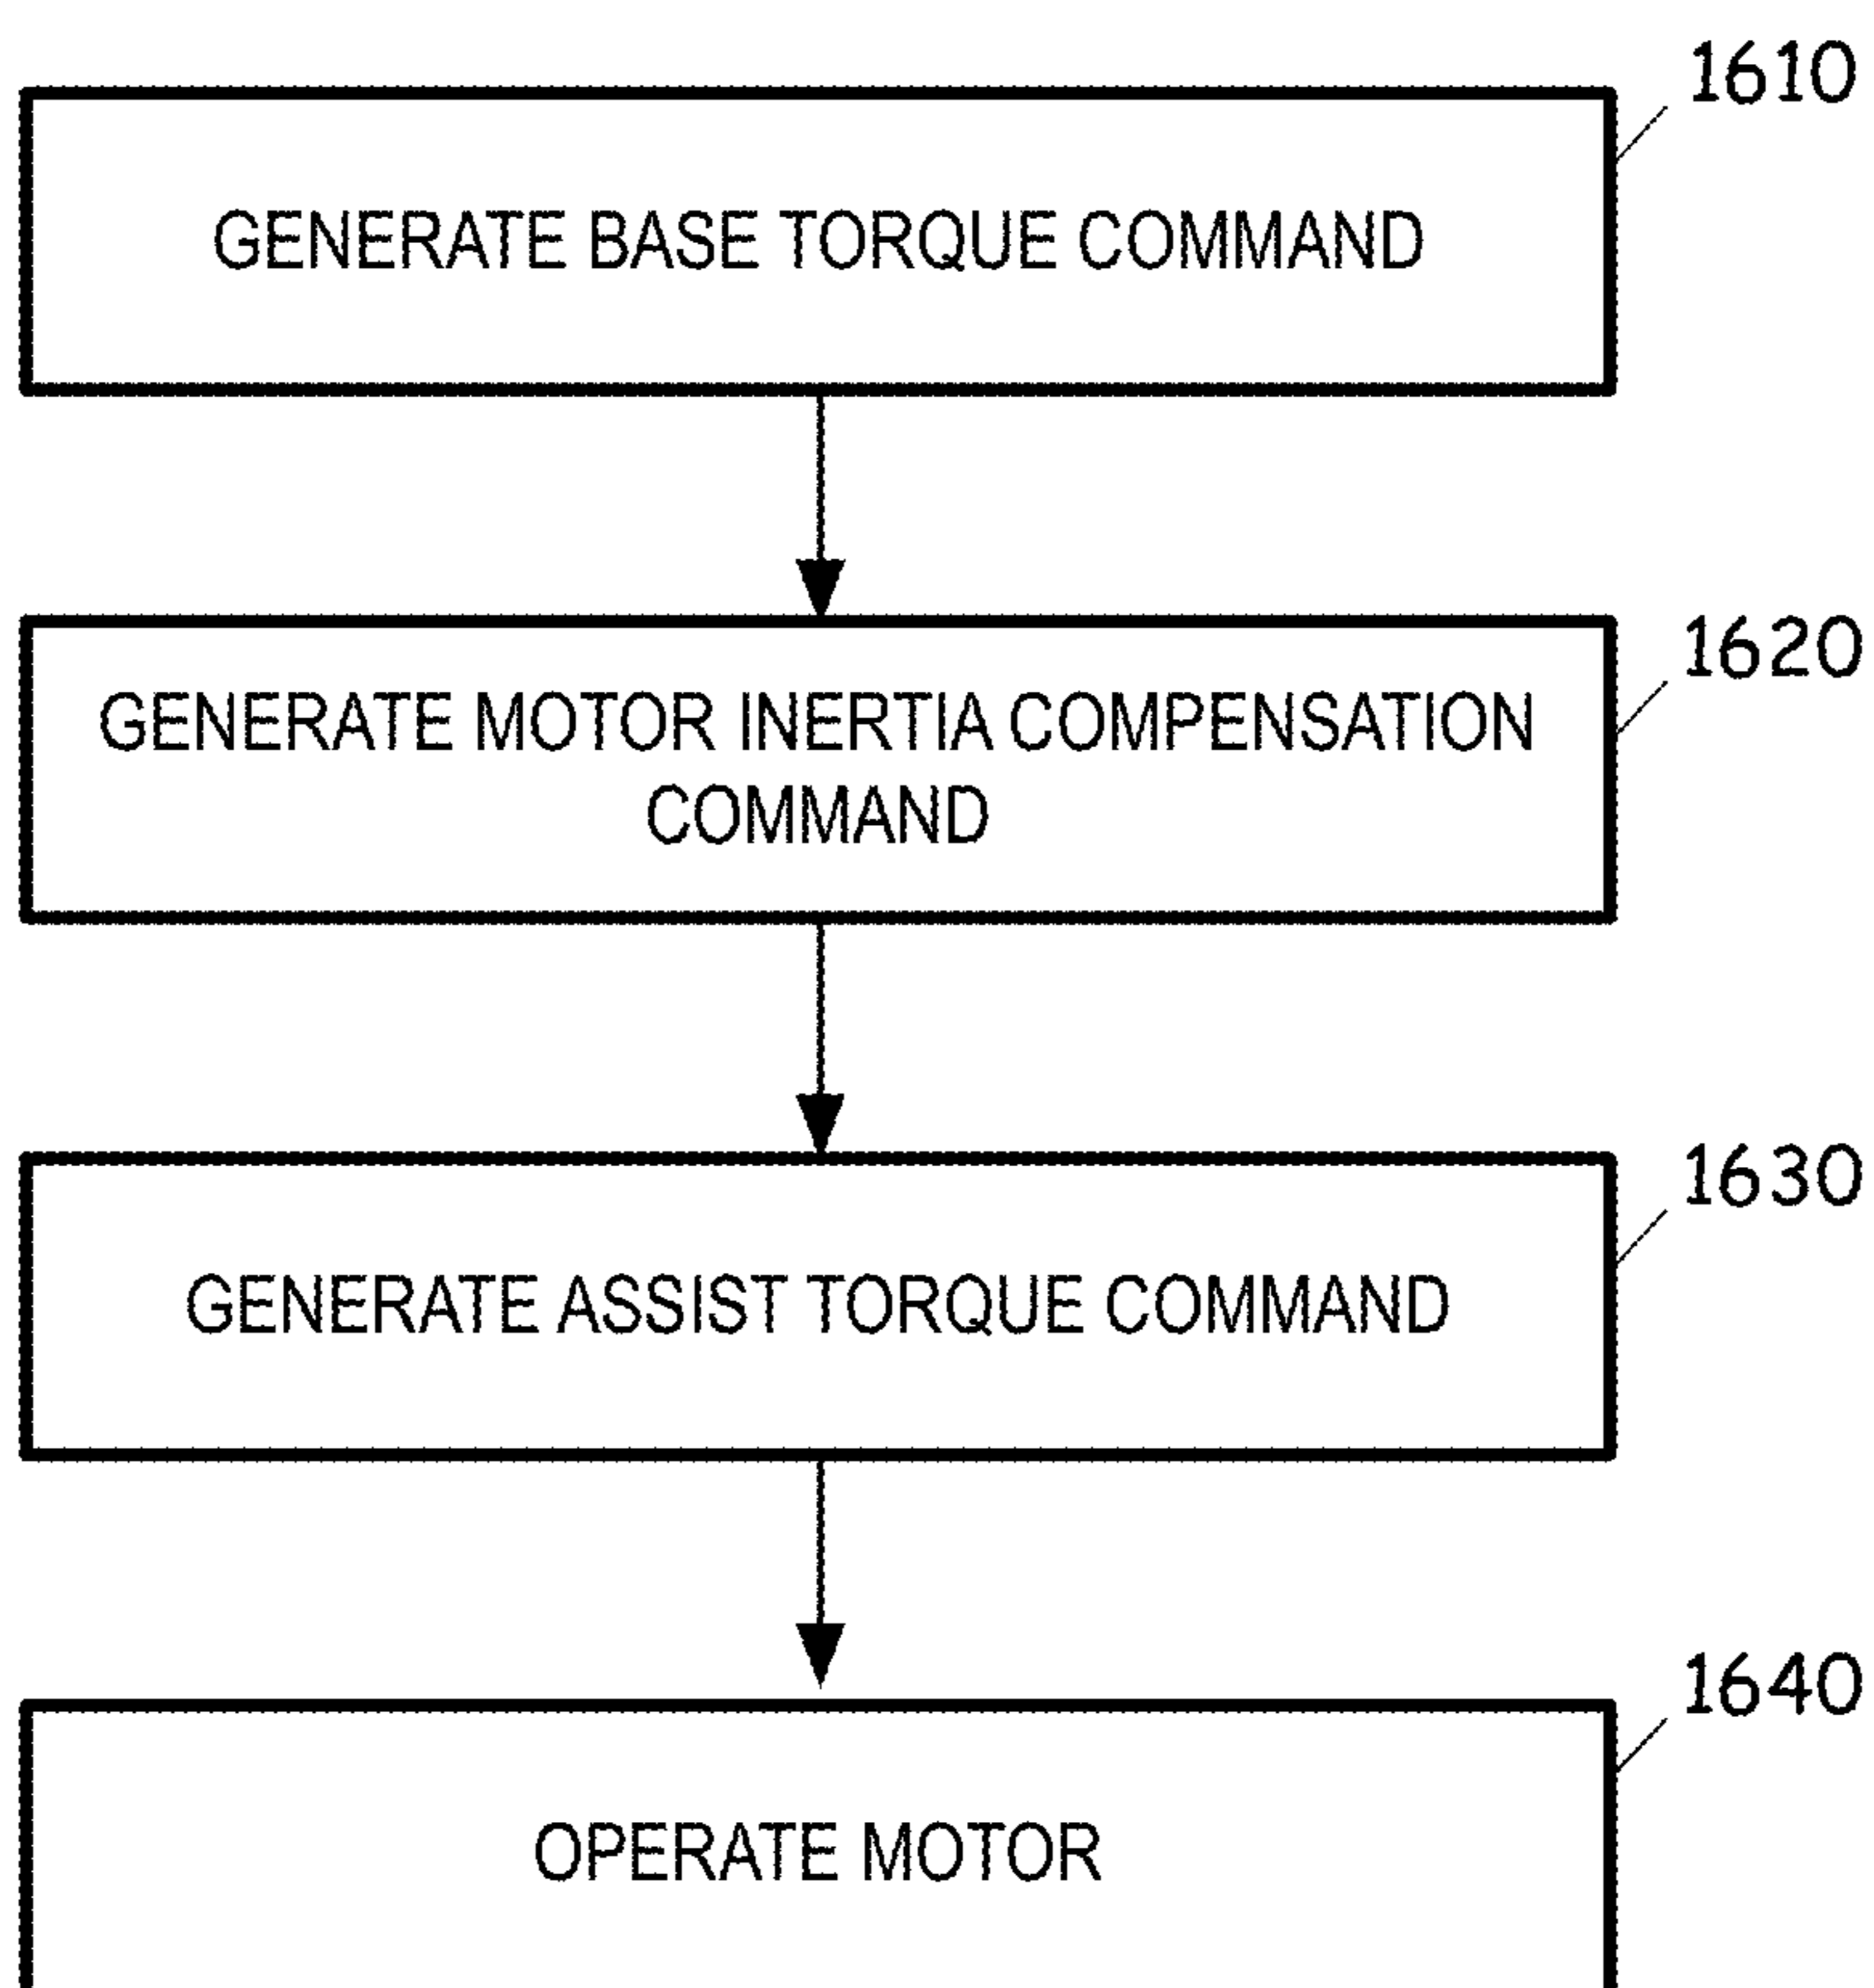 1610
GENERATE BASE TORQUE COMMAND
1620
GENERATE MOTOR INERTIA COMPENSATION
COMMAND
1630
GENERATE ASSIST TORQUE COMMAND
1640
OPERATE MOTOR